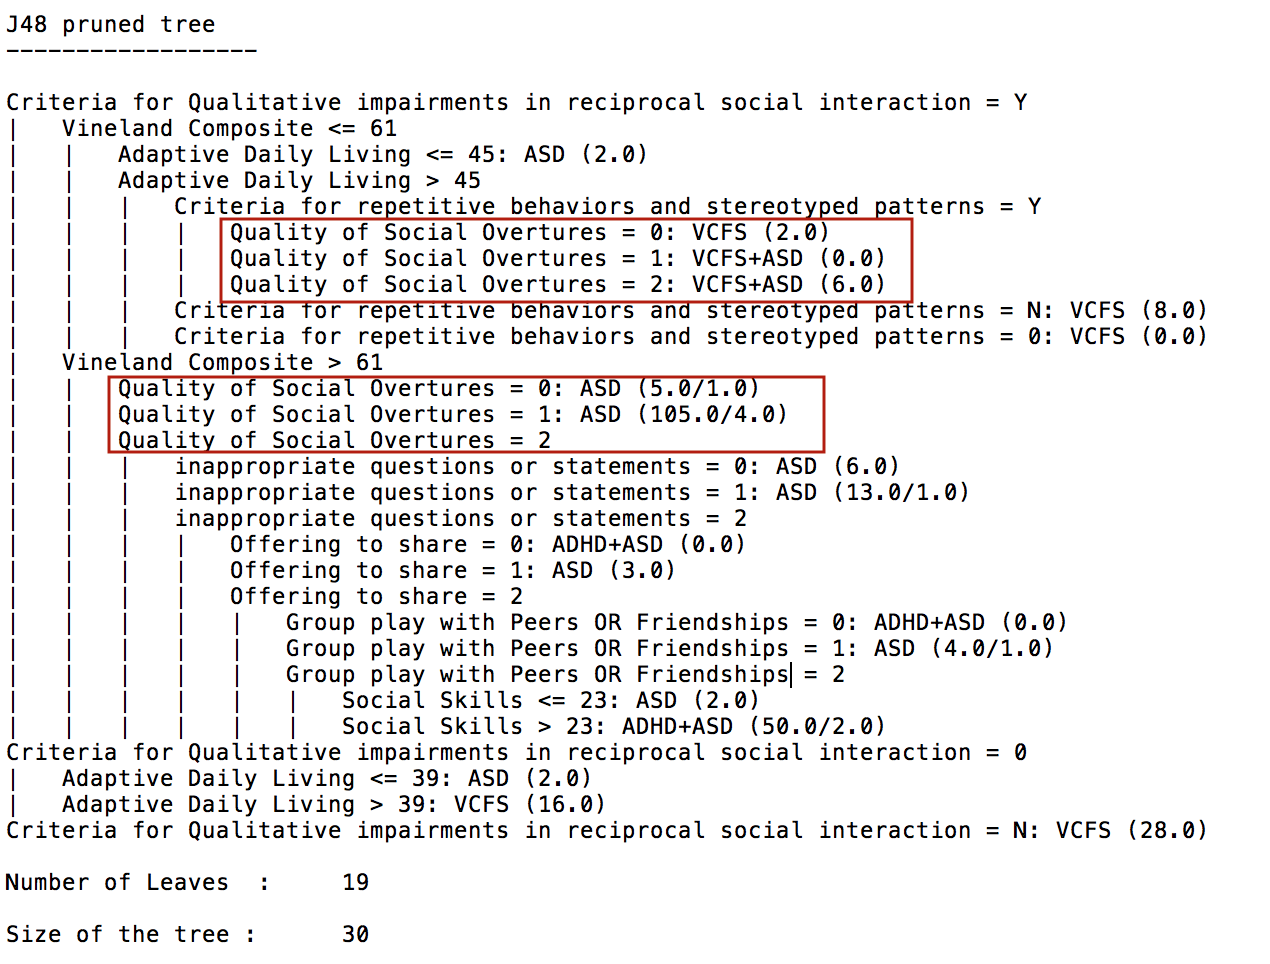 J48 pruned tree
------------------
Criteria for Qualitative impairments in reciprocal social interaction = Y
|   Vineland Composite <= 61
|   |   Adaptive Daily Living <= 45: ASD (2.0)
|   |   Adaptive Daily Living > 45
|   |   |   Criteria for repetitive behaviors and stereotyped patterns = Y
|   |   |   |   Quality of Social Overtures = 0: VCFS (2.0)
|   |   |   |   Quality of Social Overtures = 1: VCFS+ASD (0.0)
|   |   |   |   Quality of Social Overtures = 2: VCFS+ASD (6.0)
|   |   |   Criteria for repetitive behaviors and stereotyped patterns = N: VCFS (8.0)
|   |   |   Criteria for repetitive behaviors and stereotyped patterns = 0: VCFS (0.0)
|   Vineland Composite > 61
|   |   Quality of Social Overtures = 0: ASD (5.0/1.0)
|   |   Quality of Social Overtures = 1: ASD (105.0/4.0)
|   |   Quality of Social Overtures = 2
|   |   |   inappropriate questions or statements = 0: ASD (6.0)
|   |   |   inappropriate questions or statements = 1: ASD (13.0/1.0)
|   |   |   inappropriate questions or statements = 2
|   |   |   |   Offering to share = 0: ADHD+ASD (0.0)
|   |   |   |   Offering to share = 1: ASD (3.0)
|   |   |   |   Offering to share = 2
|   |   |   |   |   Group play with Peers OR Friendships = 0: ADHD+ASD (0.0)
|   |   |   |   |   Group play with Peers OR Friendships = 1: ASD (4.0/1.0)
|   |   |   |   |   Group play with Peers OR Friendships = 2
|   |   |   |   |   |   Social Skills <= 23: ASD (2.0)
|   |   |   |   |   |   Social Skills > 23: ADHD+ASD (50.0/2.0)
Criteria for Qualitative impairments in reciprocal social interaction = 0
|   Adaptive Daily Living <= 39: ASD (2.0)
|   Adaptive Daily Living > 39: VCFS (16.0)
Criteria for Qualitative impairments in reciprocal social interaction = N: VCFS (28.0)
Number of Leaves  :     19
Size of the tree :      30